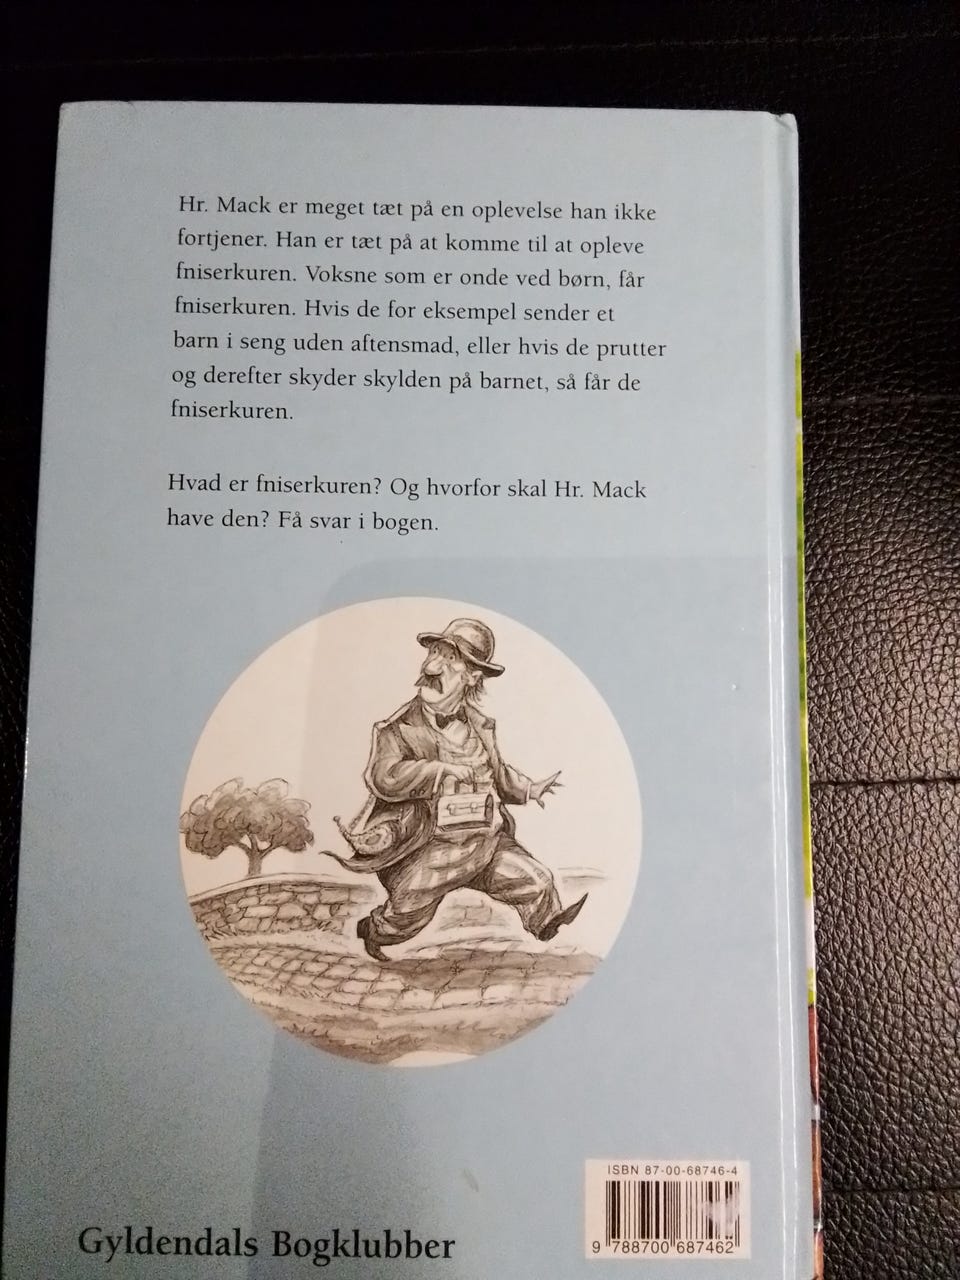 Hr. Mack er meget tæt på en oplevelse han ikke
fortjener. Han er tæt på at komme til at opleve
fniserkuren. Voksne som er onde ved børn, får
fniserkuren. Hvis de for eksempel sender et
barn i seng uden aftensmad, eller hvis de prutter
og derefter skyder skylden på barnet, så får de
fniserkuren.
Hvad er fniserkuren? Og hvorfor skal Hr. Mack
have den? Få svar i bogen.
ISBN 87-00-68746-4
9 788700 687462
Gyldendals Bogklubber